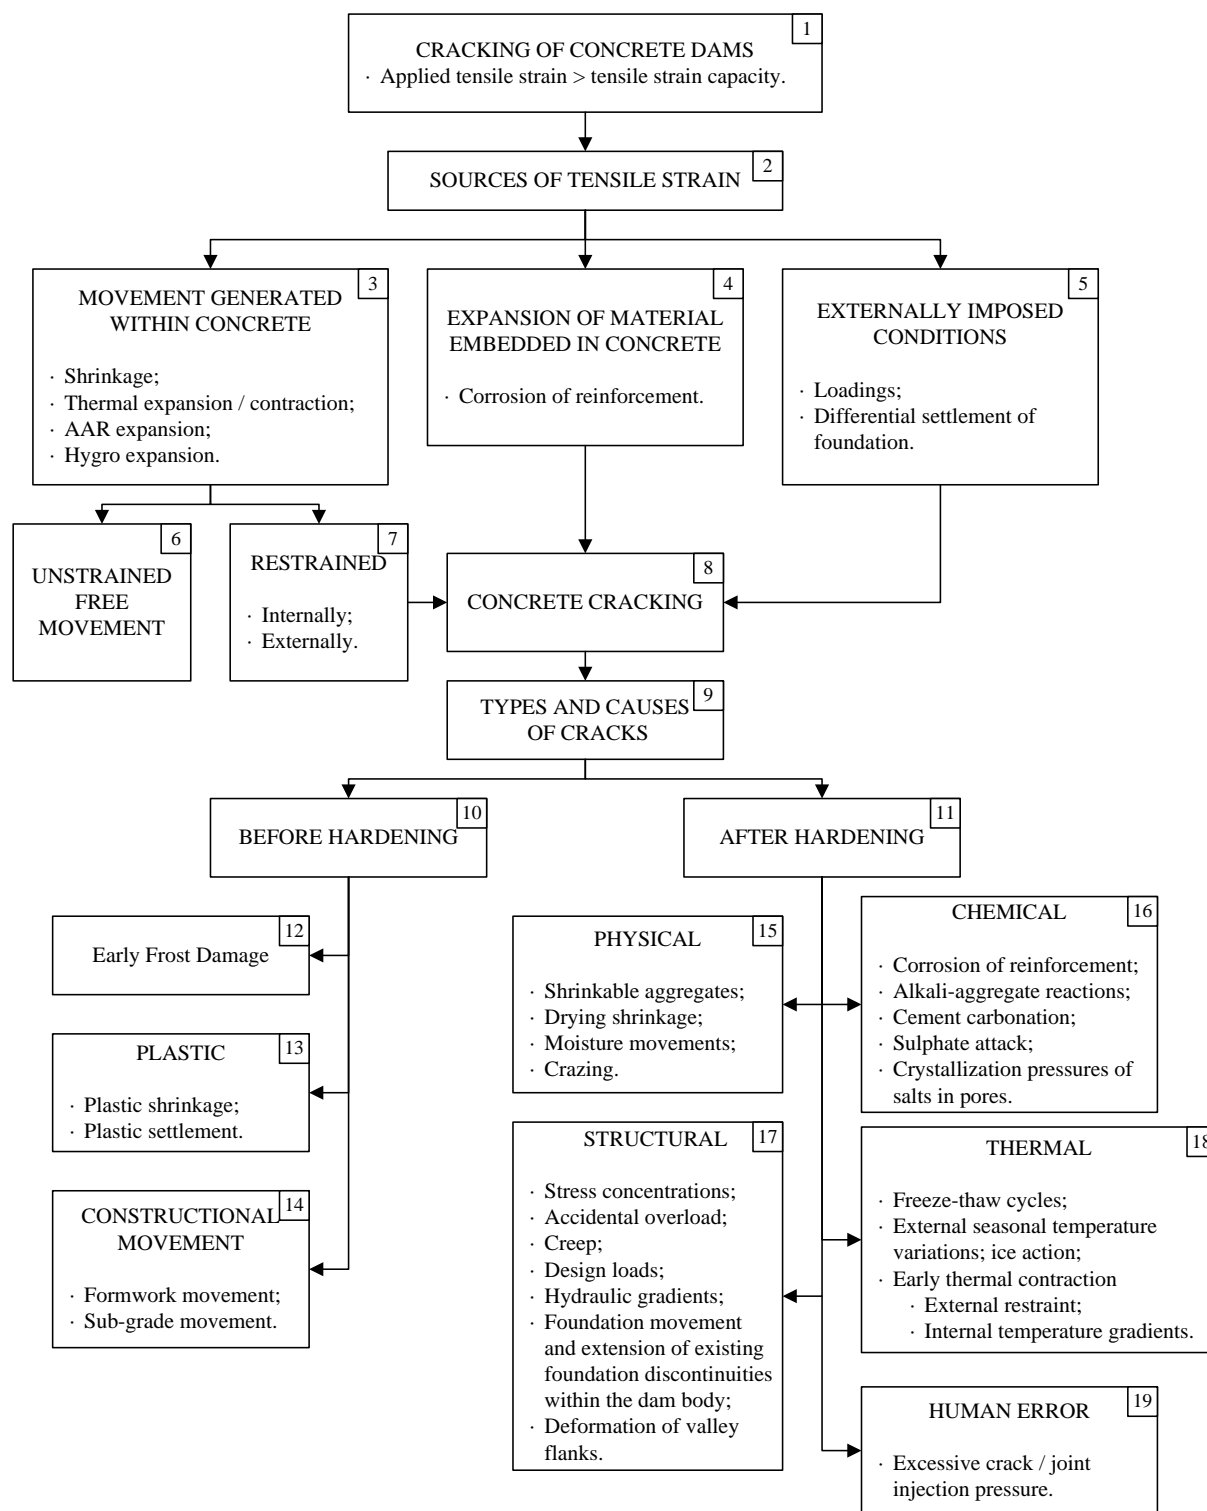 1
CRACKING OF CONCRETE DAMS
· Applied tensile strain > tensile strain capacity.
2
SOURCES OF TENSILE STRAIN
3
MOVEMENT GENERATED
WITHIN CONCRETE
· Shrinkage;
· Thermal expansion / contraction;
· AAR expansion;
· Hygro expansion.
4
EXPANSION OF MATERIAL
EMBEDDED IN CONCRETE
· Corrosion of reinforcement.
5
EXTERNALLY IMPOSED
CONDITIONS
· Loadings;
· Differential settlement of
foundation.
6
UNSTRAINED
FREE
MOVEMENT
7
RESTRAINED
· Internally;
· Externally.
8
CONCRETE CRACKING
9
TYPES AND CAUSES
OF CRACKS
10
BEFORE HARDENING
11
AFTER HARDENING
12
Early Frost Damage
13
PLASTIC
· Plastic shrinkage;
· Plastic settlement.
14
CONSTRUCTIONAL
MOVEMENT
· Formwork movement;
· Sub-grade movement.
15
PHYSICAL
· Shrinkable aggregates;
· Drying shrinkage;
· Moisture movements;
· Crazing.
16
CHEMICAL
· Corrosion of reinforcement;
· Alkali-aggregate reactions;
· Cement carbonation;
· Sulphate attack;
· Crystallization pressures of
salts in pores.
17
STRUCTURAL
· Stress concentrations;
· Accidental overload;
· Creep;
· Design loads;
· Hydraulic gradients;
· Foundation movement
and extension of existing
foundation discontinuities
within the dam body;
· Deformation of valley
flanks.
18
THERMAL
· Freeze-thaw cycles;
· External seasonal temperature
variations; ice action;
· Early thermal contraction
· External restraint;
· Internal temperature gradients.
19
HUMAN ERROR
· Excessive crack / joint
injection pressure.